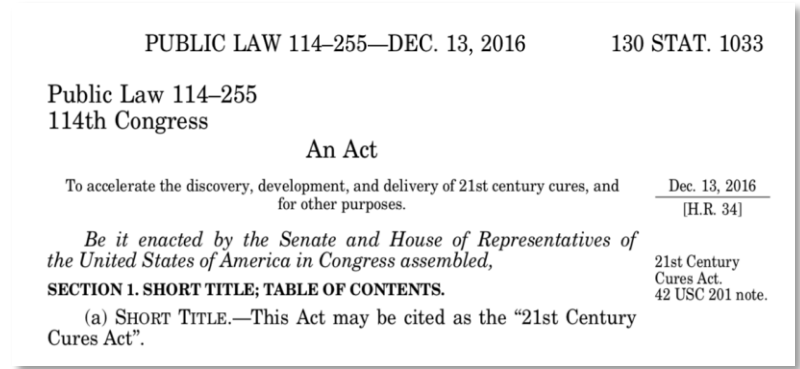 PUBLIC LAW 114–255—DEC. 13, 2016 130 STAT. 1033
Public Law 114–255
114th Congress
An Act
To accelerate the discovery, development, and delivery of 21st century cures, and
for other purposes.
Dec. 13, 2016
[H.R. 34]
Be it enacted by the Senate and House of Representatives of
the United States of America in Congress assembled,
SECTION 1. SHORT TITLE; TABLE OF CONTENTS.
(a) SHORT TITLE.—This Act may be cited as the “21st Century
Cures Act”.
21st Century
Cures Act.
42 USC 201 note.